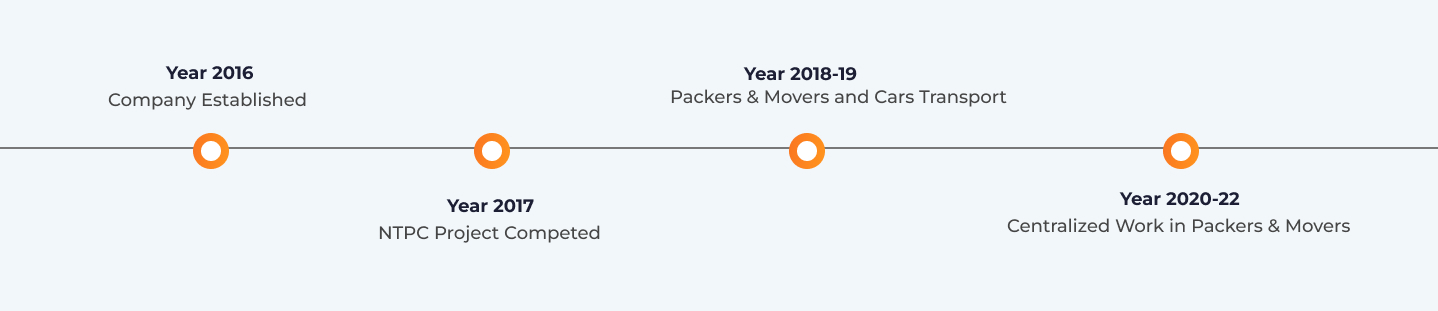 Year 2016
Company Established
Year 2017
NTPC Project Competed
Year 2018-19
Packers & Movers and Cars Transport
Year 2020-22
Centralized Work in Packers & Movers